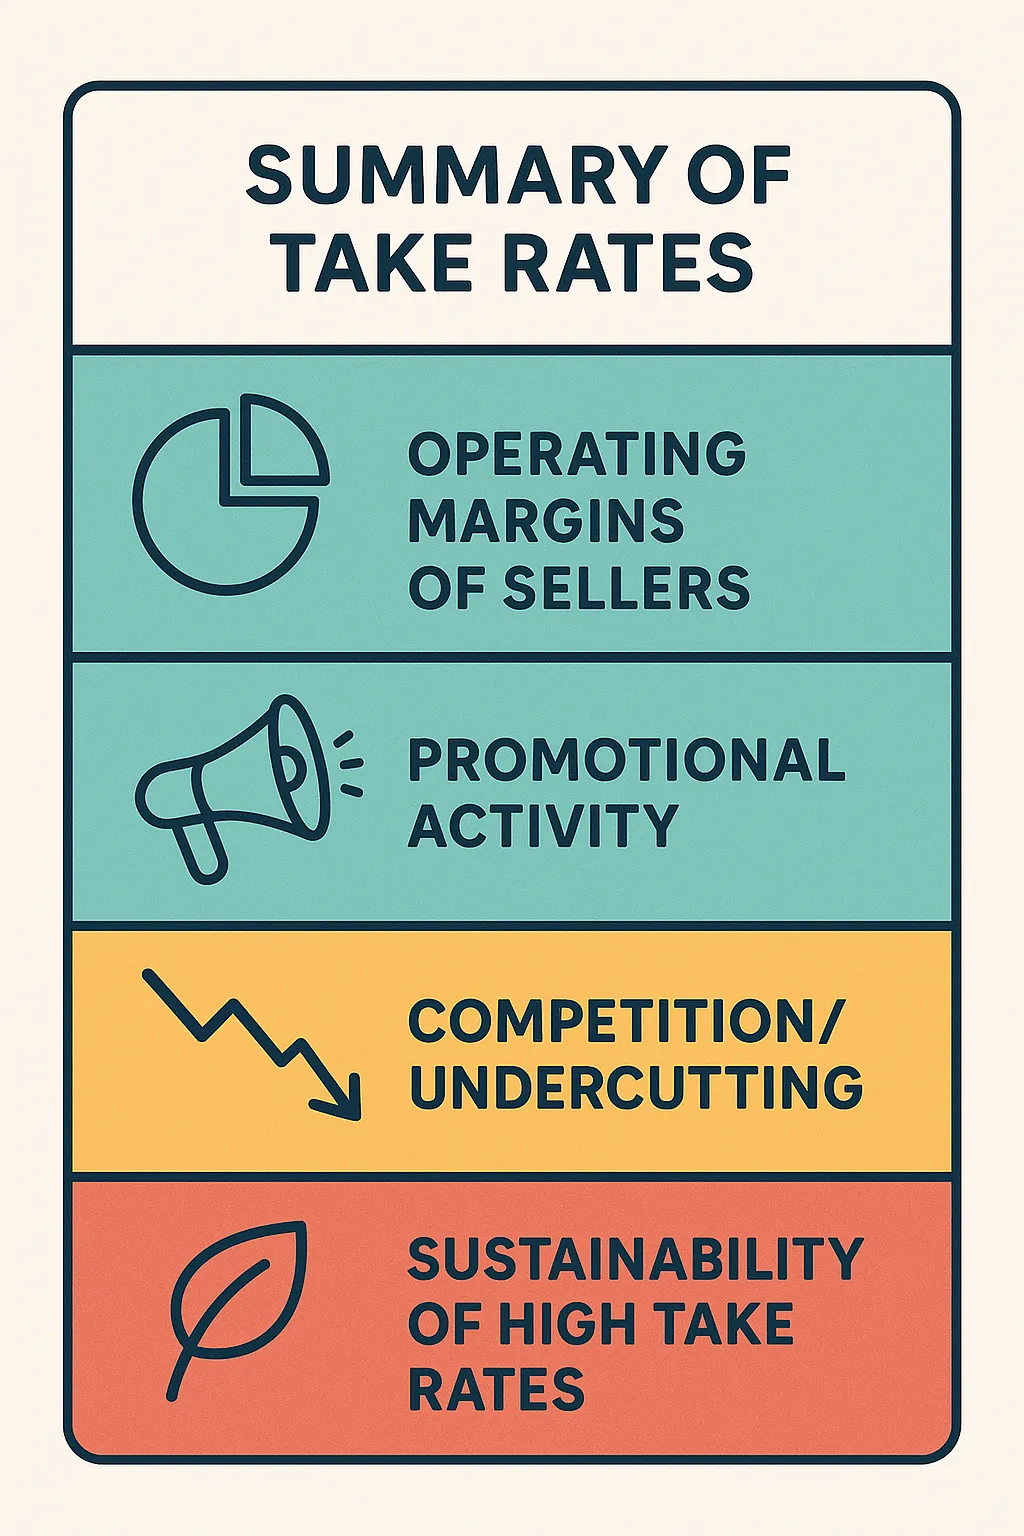 SUMMARY OF
TAKE RATES
OPERATING
MARGINS
OF SELLERS
PROMOTIONAL
ACTIVITY
COMPETITION/
UNDERCUTTING
SUSTAINABILITY
OF HIGH TAKE
RATES